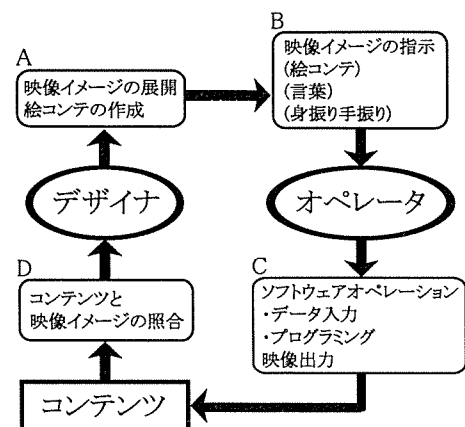 A
映像イメージの展開
絵コンテの作成
B
映像イメージの指示
(絵コンテ)
(言葉)
(身振り手振り)
デザイナ
オペレータ
D
コンテンツと
映像イメージの照合
C
ソフトウェアオペレーション
・データ入力
・プログラミング
映像出力
コンテンツ